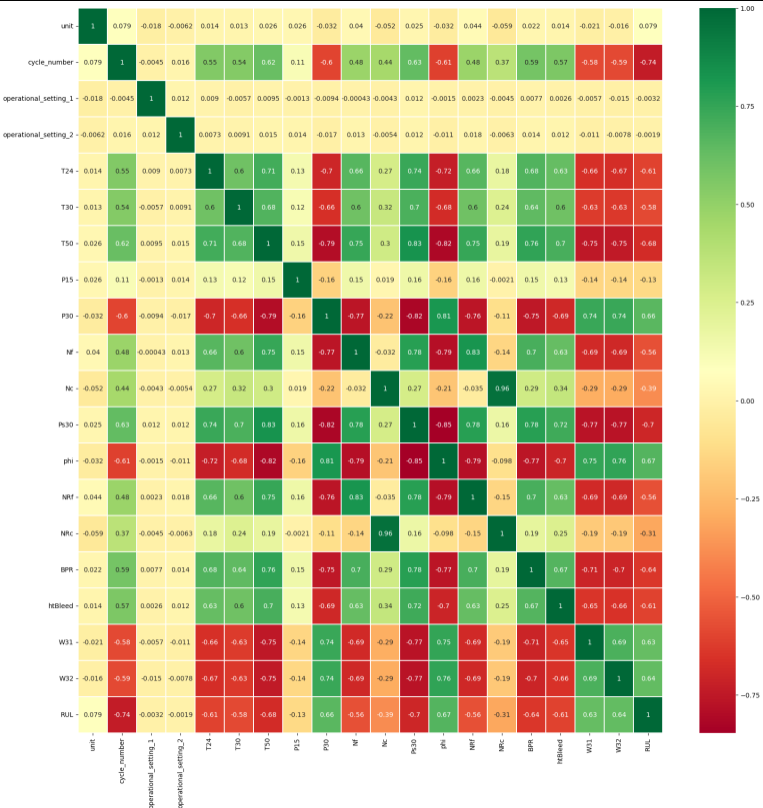 unit 1 0.079 -0.018 -0.0062 0.014 0.013 0.026 0.026 -0.032 0.04 -0.052 0.025 -0.032 0.044 -0.059 0.022 0.014 -0.021 -0.016 0.079
cycle_number 0.079 1 -0.0045 0.016 0.55 0.54 0.62 0.11 -0.6 0.48 0.44 0.63 -0.61 0.48 0.37 0.59 0.57 -0.58 -0.59 -0.74
operational_setting_1 -0.018 -0.0045 1 0.012 0.009 -0.0057 0.0095 -0.0013 -0.0094 -0.00043 -0.0043 0.012 -0.0015 0.0023 -0.0045 0.0077 0.0026 -0.0057 -0.015 -0.0032
operational_setting_2 -0.0062 0.016 0.012 1 0.0073 0.0091 0.015 0.014 -0.017 0.013 -0.0054 0.012 -0.011 0.018 -0.0063 0.014 0.012 -0.011 -0.0078 -0.0019
T24 0.014 0.55 0.009 0.0073 1 0.6 0.71 0.13 -0.7 0.66 0.27 0.74 -0.72 0.66 0.18 0.68 0.63 -0.66 -0.67 -0.61
T30 0.013 0.54 -0.0057 0.0091 0.6 1 0.68 0.12 -0.66 0.6 0.32 0.7 -0.68 0.6 0.24 0.64 0.6 -0.63 -0.63 -0.58
T50 0.026 0.62 0.0095 0.015 0.71 0.68 1 0.15 -0.79 0.75 0.3 0.83 -0.82 0.75 0.19 0.76 0.7 -0.75 -0.75 -0.68
P15 0.026 0.11 -0.0013 0.014 0.13 0.12 0.15 1 -0.16 0.15 0.019 0.16 -0.16 0.16 -0.0021 0.15 0.13 -0.14 -0.14 -0.13
P30 -0.032 -0.6 -0.0094 -0.017 -0.7 -0.66 -0.79 -0.16 1 -0.77 -0.22 -0.82 0.81 -0.76 -0.11 -0.75 -0.69 0.74 0.74 0.66
Nf 0.04 0.48 -0.00043 0.013 0.66 0.6 0.75 0.15 -0.77 1 -0.032 0.78 -0.79 0.83 -0.14 0.7 0.63 -0.69 -0.69 -0.56
Nc -0.052 0.44 -0.0043 -0.0054 0.27 0.32 0.3 0.019 -0.22 -0.032 1 0.27 -0.21 -0.035 0.96 0.29 0.34 -0.29 -0.29 -0.39
Ps30 0.025 0.63 0.012 0.012 0.74 0.7 0.83 0.16 -0.82 0.78 0.27 1 -0.85 0.78 0.16 0.78 0.72 -0.77 -0.77 -0.7
phi -0.032 -0.61 -0.0015 -0.011 -0.72 -0.68 -0.82 -0.16 0.81 -0.79 -0.21 -0.85 1 -0.79 -0.098 -0.77 -0.7 0.75 0.76 0.67
NRf 0.044 0.48 0.0023 0.018 0.66 0.6 0.75 0.16 -0.76 0.83 -0.035 0.78 -0.79 1 -0.15 0.7 0.63 -0.69 -0.69 -0.56
NRc -0.059 0.37 -0.0045 -0.0063 0.18 0.24 0.19 -0.0021 -0.11 -0.14 0.96 0.16 -0.098 -0.15 1 0.19 0.25 -0.19 -0.19 -0.31
BPR 0.022 0.59 0.0077 0.014 0.68 0.64 0.76 0.15 -0.75 0.7 0.29 0.78 -0.77 0.7 0.19 1 0.67 -0.71 -0.7 -0.64
htBleed 0.014 0.57 0.0026 0.012 0.63 0.6 0.7 0.13 -0.69 0.63 0.34 0.72 -0.7 0.63 0.25 0.67 1 -0.65 -0.66 -0.61
W31 -0.021 -0.58 -0.0057 -0.011 -0.66 -0.63 -0.75 -0.14 0.74 -0.69 -0.29 -0.77 0.75 -0.69 -0.19 -0.71 -0.65 1 0.69 0.63
W32 -0.016 -0.59 -0.015 -0.0078 -0.67 -0.63 -0.75 -0.14 0.74 -0.69 -0.29 -0.77 0.76 -0.69 -0.19 -0.7 -0.66 0.69 1 0.64
RUL 0.079 -0.74 -0.0032 -0.0019 -0.61 -0.58 -0.68 -0.13 0.66 -0.56 -0.39 -0.7 0.67 -0.56 -0.31 -0.64 -0.61 0.63 0.64 1
unit cycle_number operational_setting_1 operational_setting_2 T24 T30 T50 P15 P30 Nf Nc Ps30 phi NRf NRc BPR htBleed W31 W32 RUL
1.00
0.75
0.50
0.25
0.00
−0.25
−0.50
−0.75